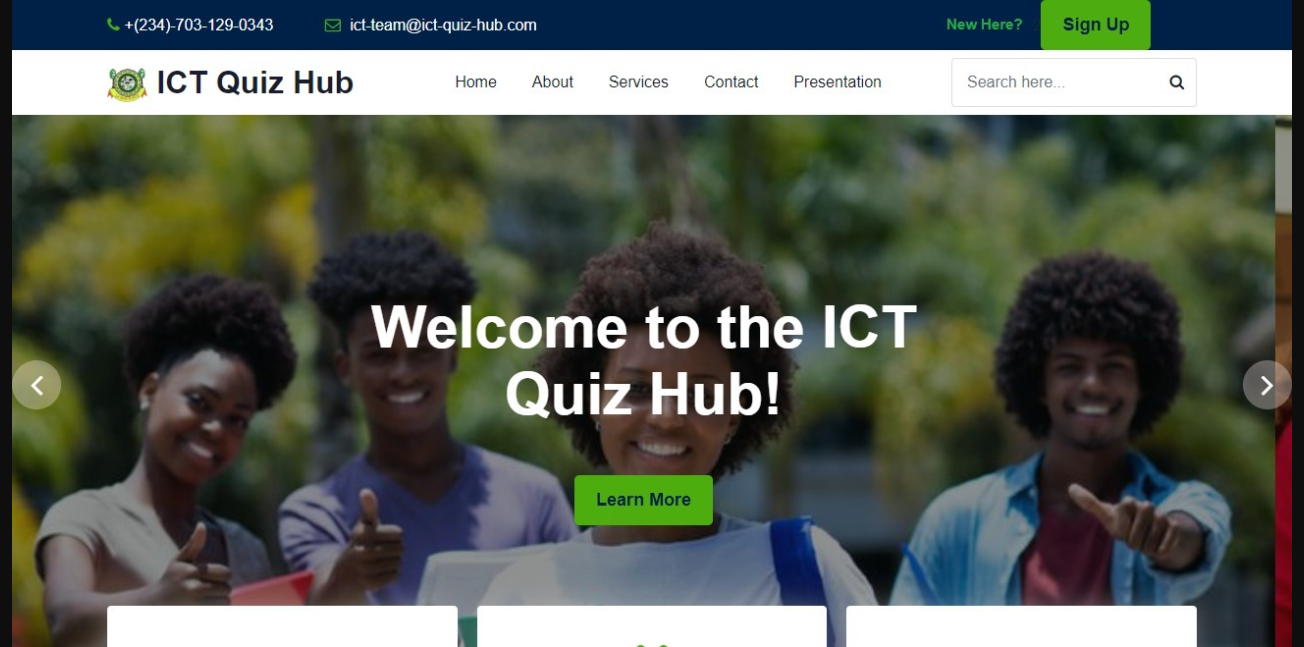 +(234)-703-129-0343 ict-team@ict-quiz-hub.com New Here? Sign Up
ICT Quiz Hub Home About Services Contact Presentation Search here...
Welcome to the ICT
Quiz Hub!
Learn More